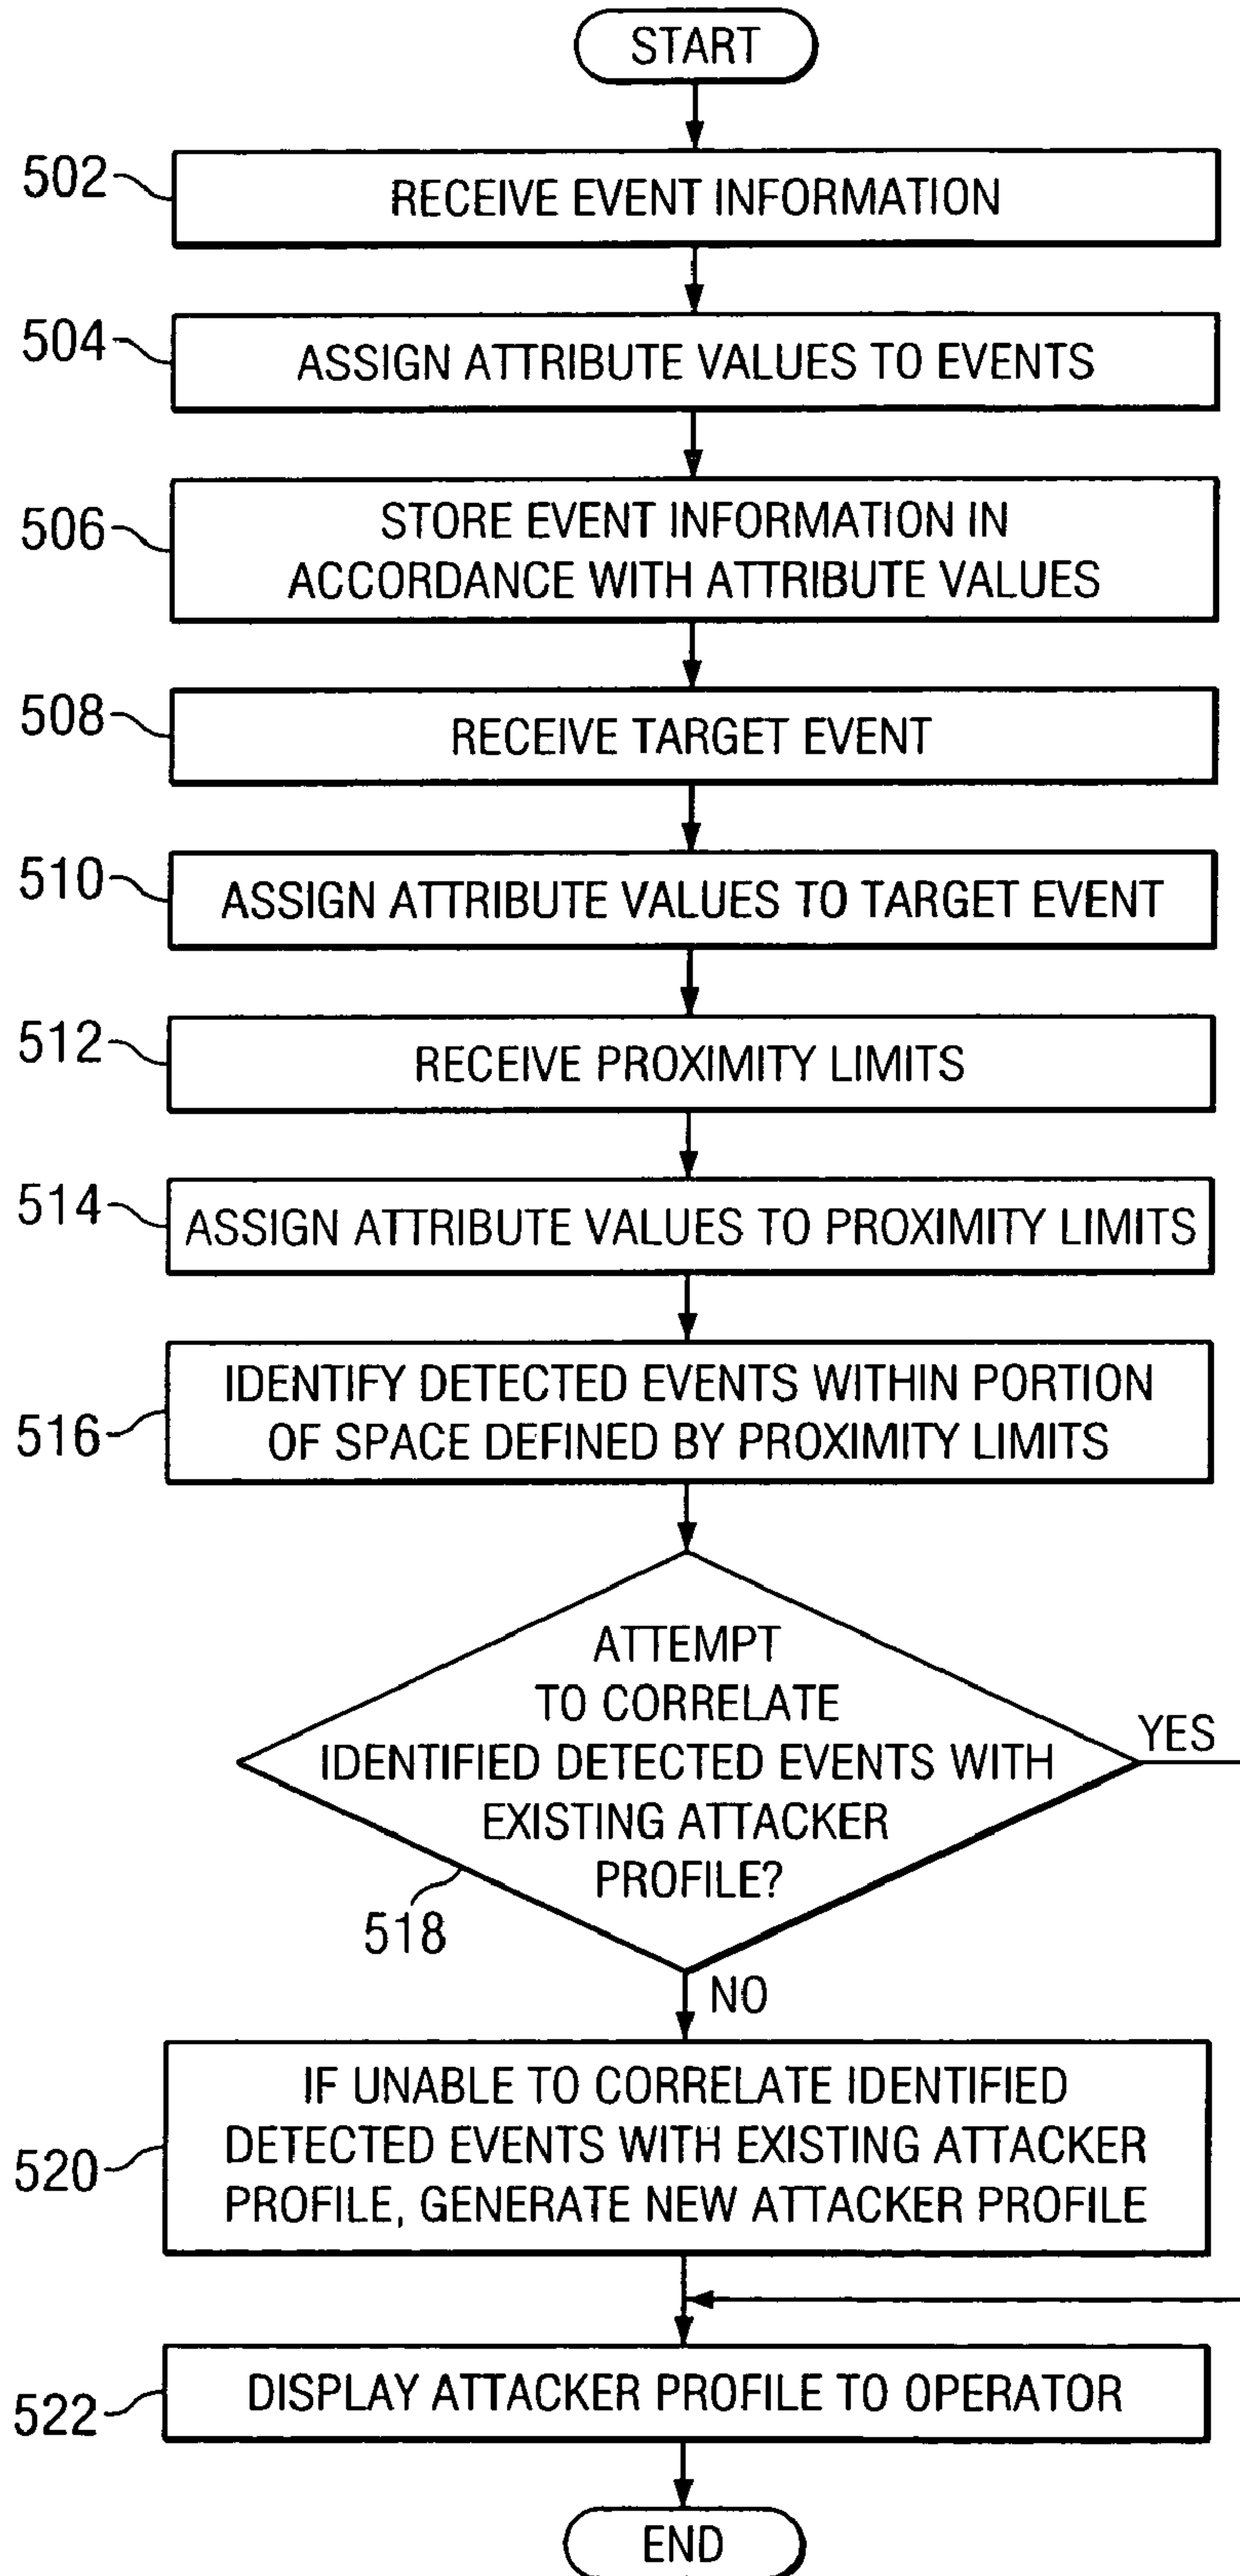 START
502
RECEIVE EVENT INFORMATION
504
ASSIGN ATTRIBUTE VALUES TO EVENTS
506
STORE EVENT INFORMATION IN
ACCORDANCE WITH ATTRIBUTE VALUES
508
RECEIVE TARGET EVENT
510
ASSIGN ATTRIBUTE VALUES TO TARGET EVENT
512
RECEIVE PROXIMITY LIMITS
514
ASSIGN ATTRIBUTE VALUES TO PROXIMITY LIMITS
516
IDENTIFY DETECTED EVENTS WITHIN PORTION
OF SPACE DEFINED BY PROXIMITY LIMITS
ATTEMPT
TO CORRELATE
IDENTIFIED DETECTED EVENTS WITH
EXISTING ATTACKER
PROFILE?
YES
518
NO
520
IF UNABLE TO CORRELATE IDENTIFIED
DETECTED EVENTS WITH EXISTING ATTACKER
PROFILE, GENERATE NEW ATTACKER PROFILE
522
DISPLAY ATTACKER PROFILE TO OPERATOR
END